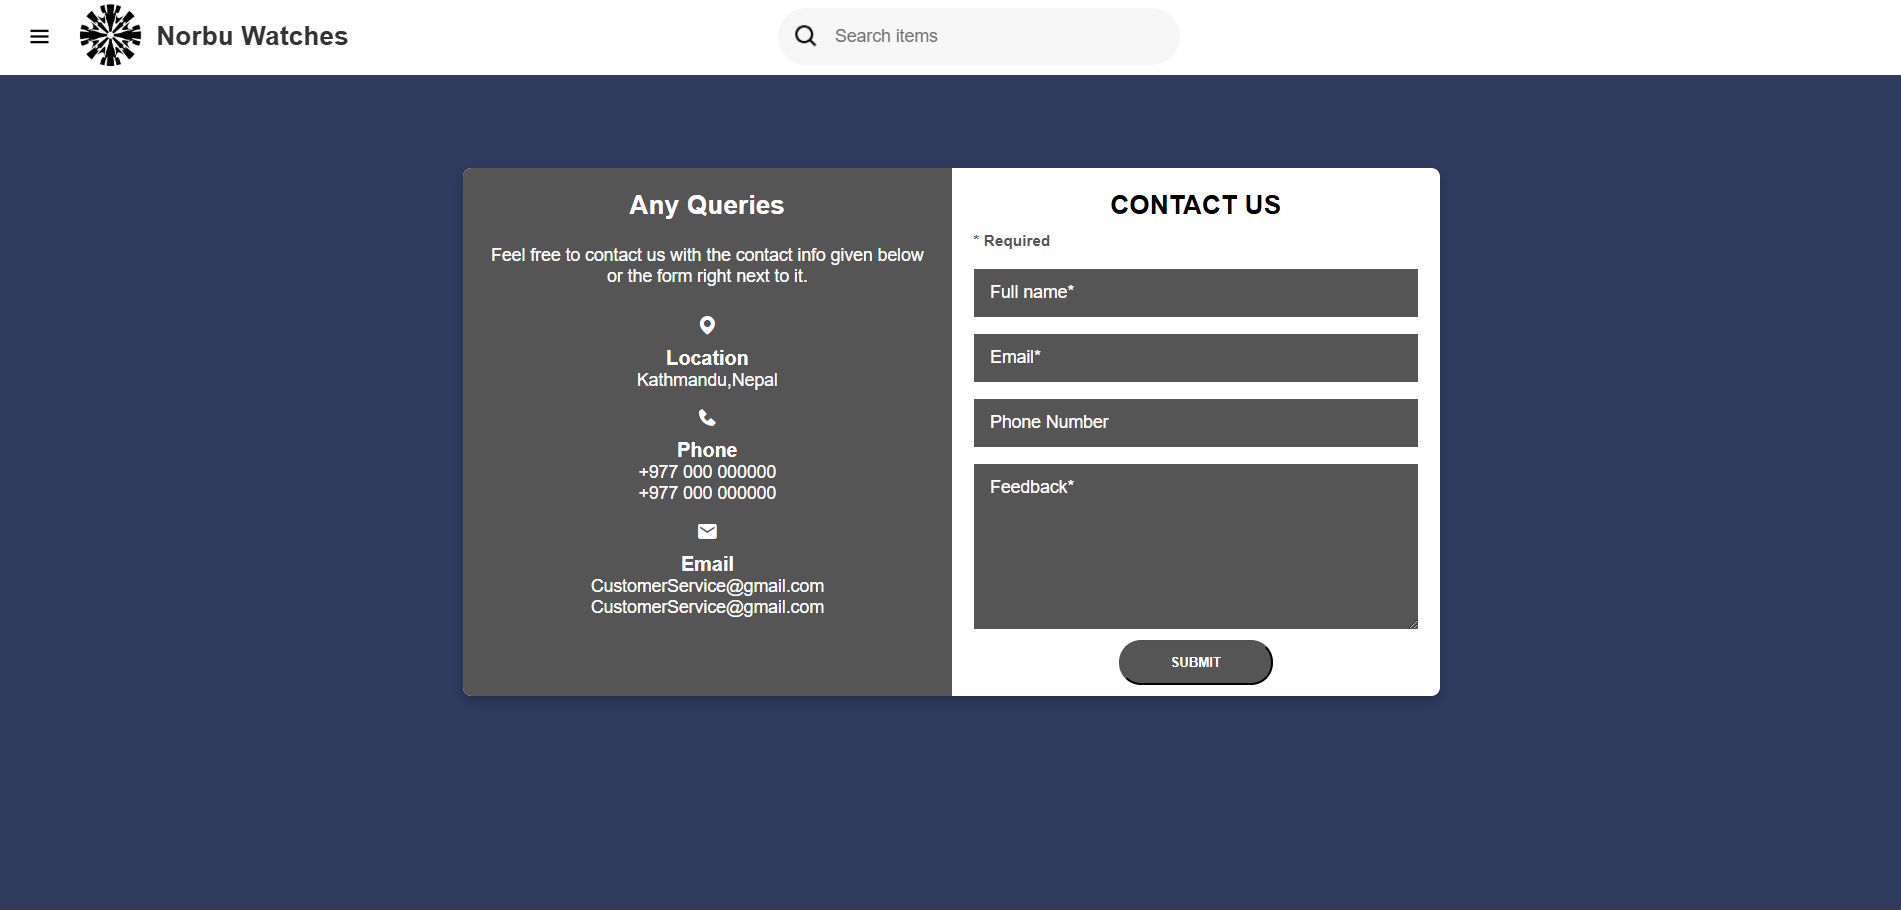 Norbu Watches
Search items
Any Queries
Feel free to contact us with the contact info given below
or the form right next to it.
Location
Kathmandu,Nepal
Phone
+977 000 000000
+977 000 000000
Email
CustomerService@gmail.com
CustomerService@gmail.com
CONTACT US
* Required
Full name*
Email*
Phone Number
Feedback*
SUBMIT